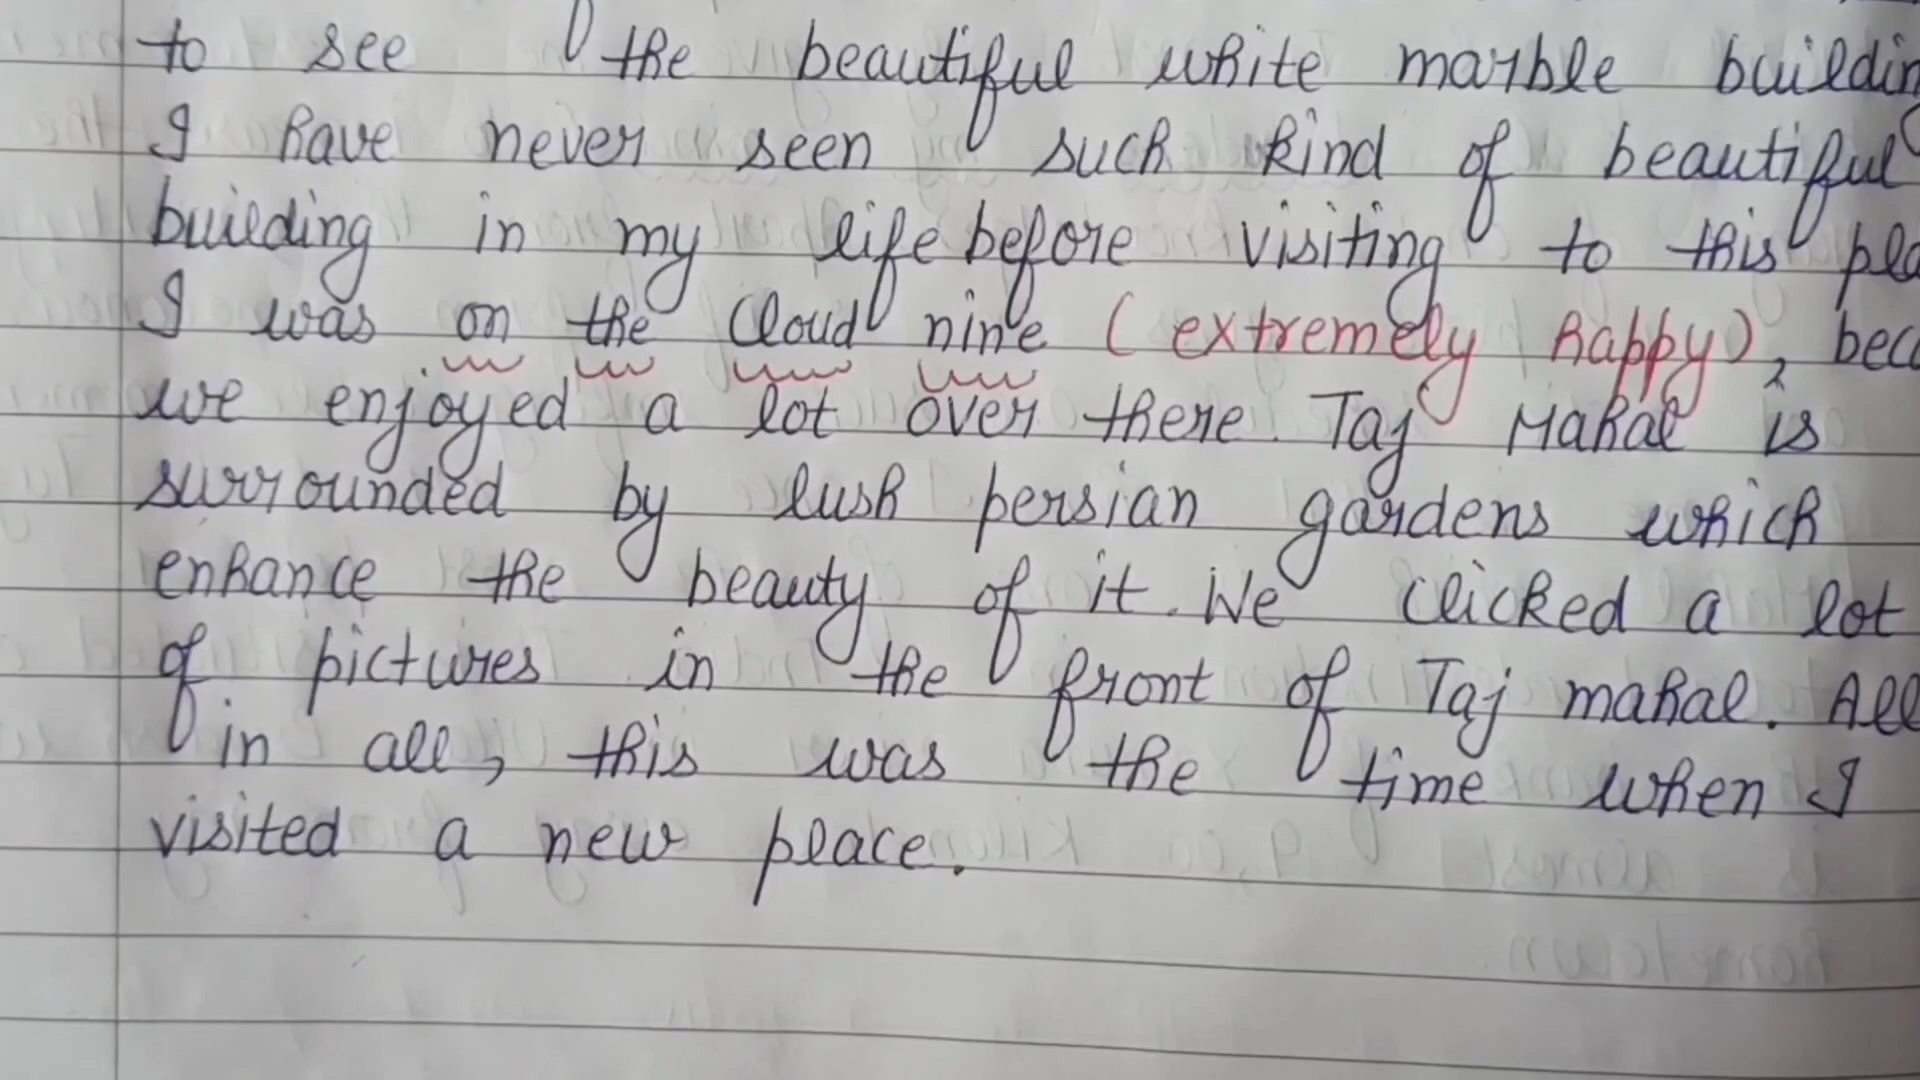 to see the beautiful white marble buildin
I have never seen such kind of beautiful
building in my life before visiting to this pla
I was on the cloud nine (extremely happy), beca
we enjoyed a lot over there. Taj Mahal is
surrounded by lush persian gardens which
enhance the beauty of it. We clicked a lot
of pictures in the front of Taj mahal. All
in all, this was the time when I
visited a new place.